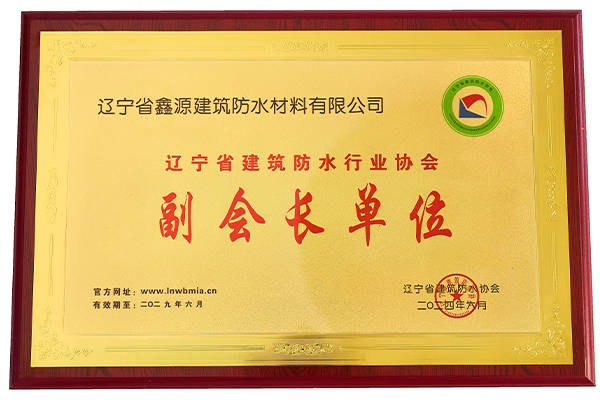 辽宁省鑫源建筑防水材料有限公司
辽宁省建筑防水行业协会
副会长单位
官方网址：www.lnwbmia.cn
有效期至：二〇二九年六月
辽宁省建筑防水协会
二〇二四年六月